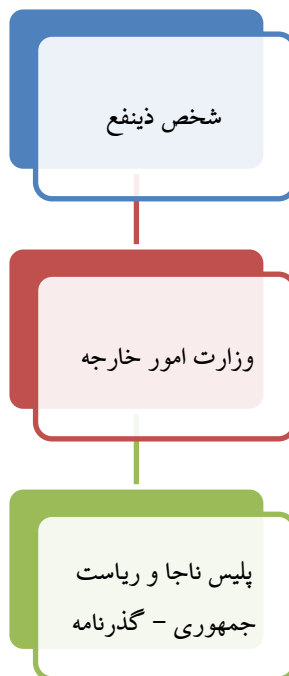 شخص ذینفع
وزارت امور خارجه
پلیس ناجا و ریاست
جمهوری – گذرنامه